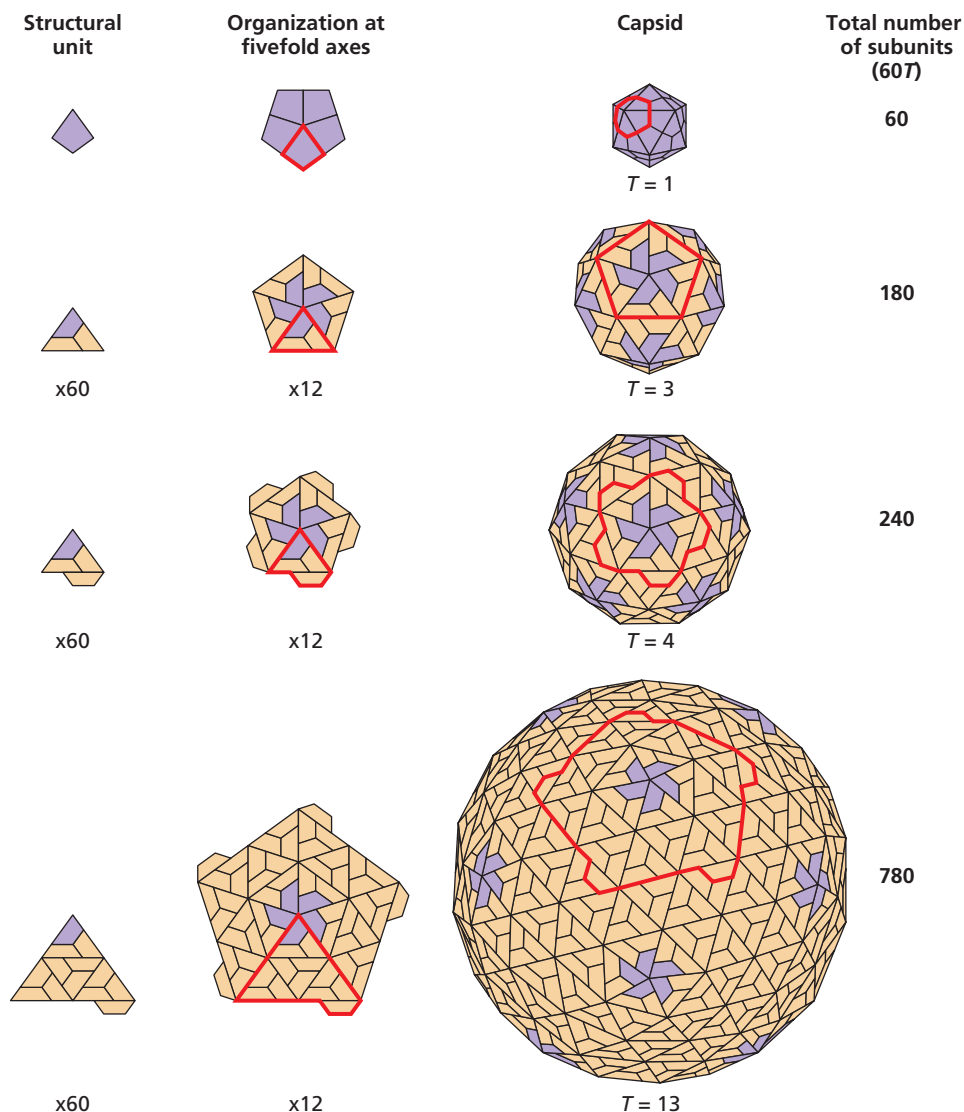 Structural unit
Organization at fivefold axes
Capsid
Total number of subunits (60T)
60
T = 1
180
x60
x12
T = 3
240
x60
x12
T = 4
780
x60
x12
T = 13